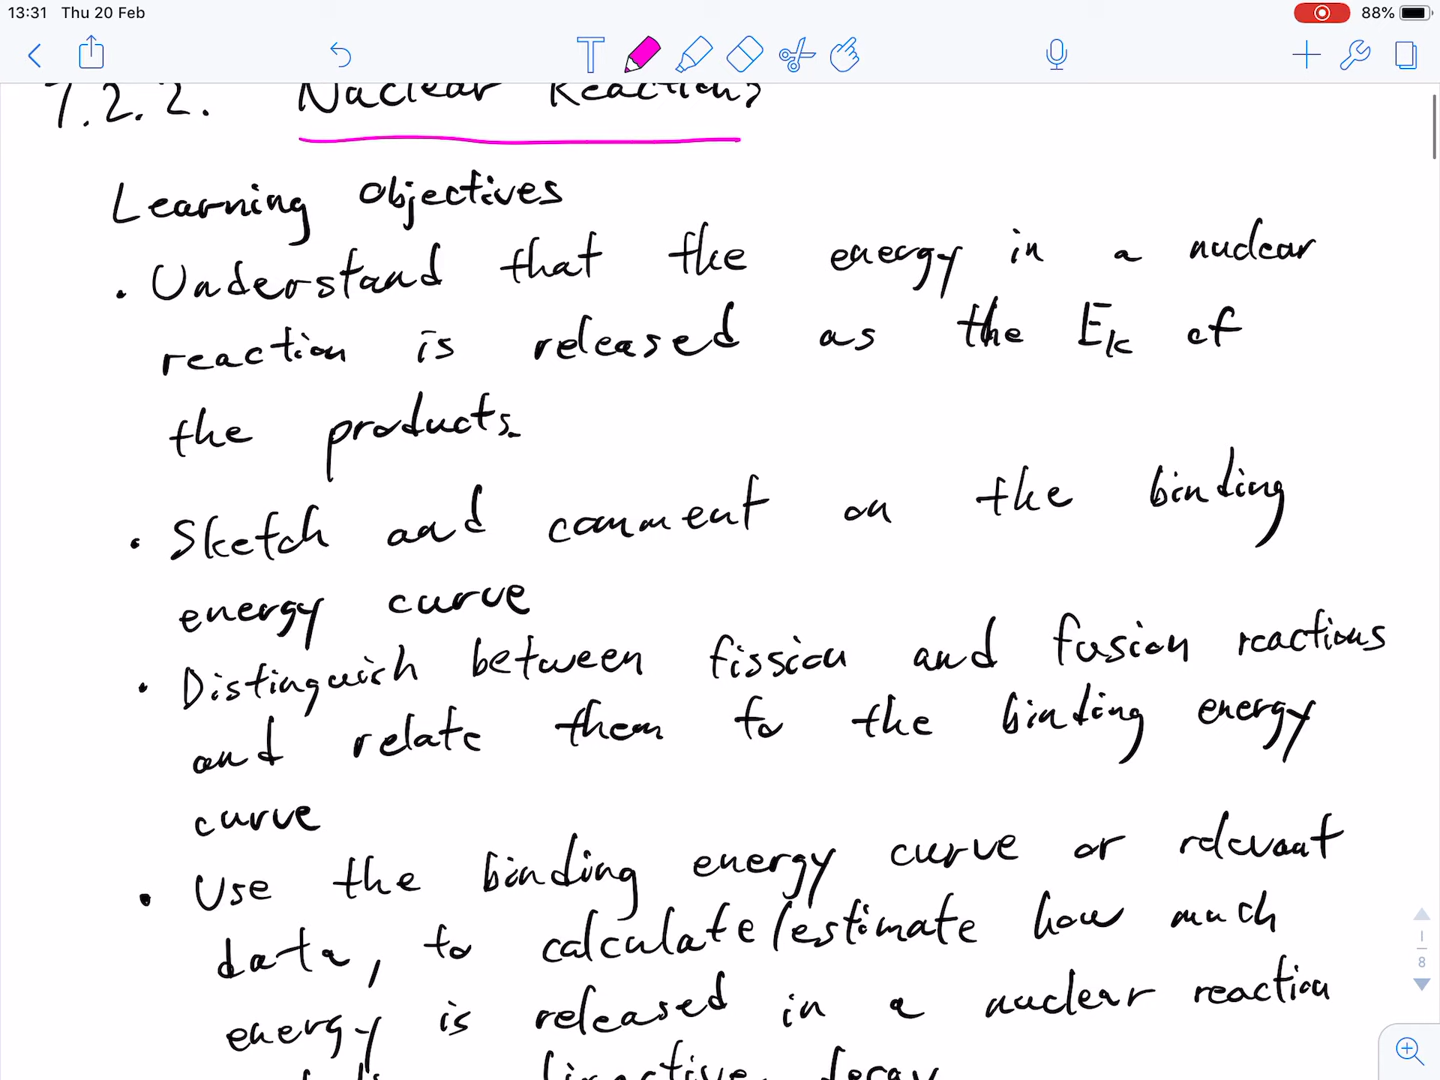 13:31 Thu 20 Feb 88%
7.2.2. Nuclear Reactions
Learning Objectives
• Understand that the energy in a nuclear
reaction is released as the Ek of
the products.
• Sketch and comment on the binding
energy curve
• Distinguish between fission and fusion reactions
and relate them to the binding energy
curve
• Use the binding energy curve or relevant
data, to calculate/estimate how much
energy is released in a nuclear reaction
decay
1
8